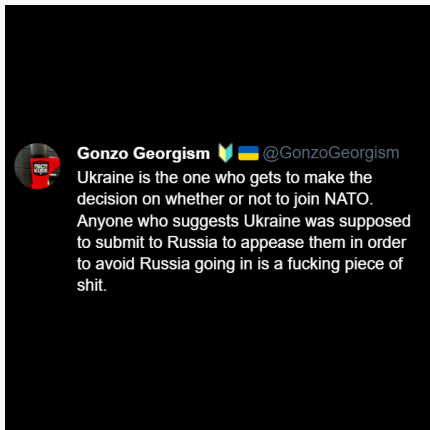 Gonzo Georgism 🔰 🇺🇦 @GonzoGeorgism
Ukraine is the one who gets to make the
decision on whether or not to join NATO.
Anyone who suggests Ukraine was supposed
to submit to Russia to appease them in order
to avoid Russia going in is a fucking piece of
shit.